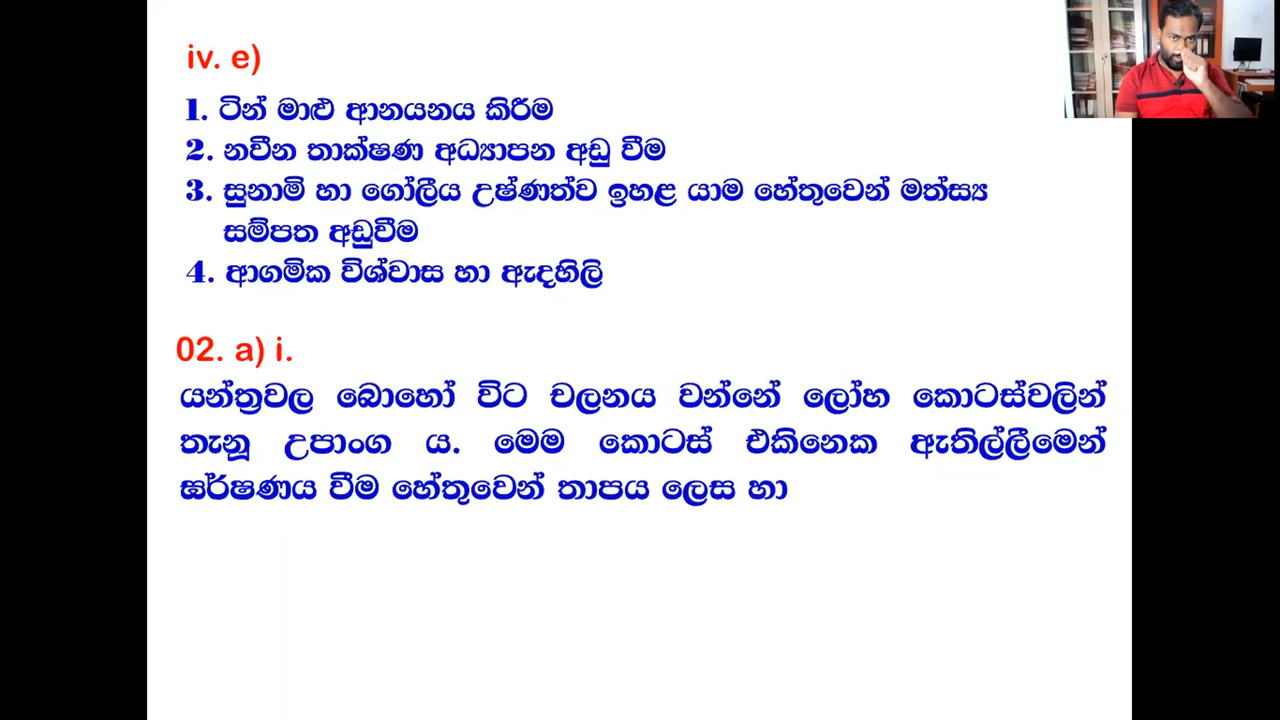 iv. e)
1. ටින් මාළු ආනයනය කිරීම
2. නවීන තාක්ෂණ අධ්‍යාපන අඩු වීම
3. සුනාමි හා ගෝලීය උෂ්ණත්ව ඉහළ යාම හේතුවෙන් මත්ස්‍ය
සම්පත අඩුවීම
4. ආගමික විශ්වාස හා ඇදහිලි
02. a) i.
යන්ත්‍රවල බොහෝ විට චලනය වන්නේ ලෝහ කොටස්වලින්
තැනූ උපාංග ය. මෙම කොටස් එකිනෙක ඇතිල්ලීමෙන්
ඝර්ෂණය වීම හේතුවෙන් තාපය ලෙස හා